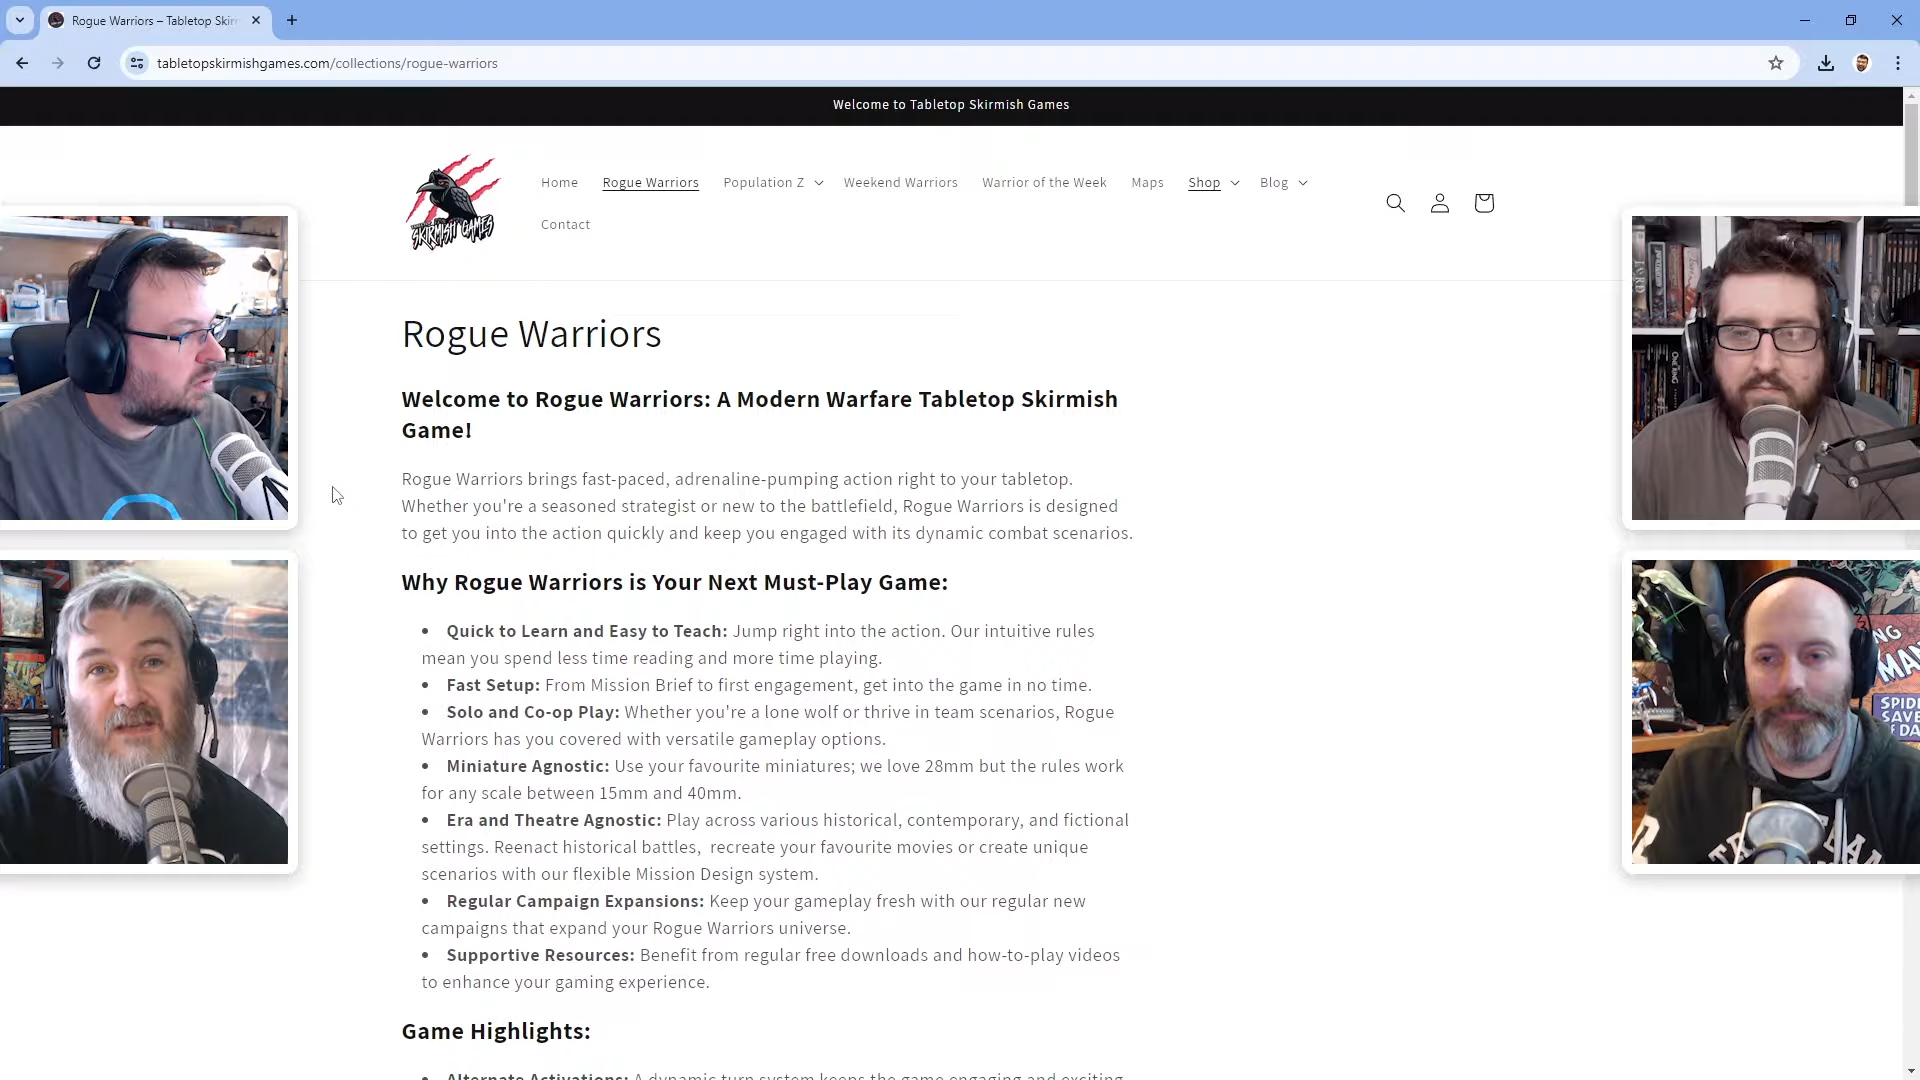 Rogue Warriors – Tabletop Skir
tabletopskirmishgames.com/collections/rogue-warriors
Welcome to Tabletop Skirmish Games
Home Rogue Warriors Population Z Weekend Warriors Warrior of the Week Maps Shop Blog
Contact
SKIRMISH GAMES
Rogue Warriors
Welcome to Rogue Warriors: A Modern Warfare Tabletop Skirmish
Game!
Rogue Warriors brings fast-paced, adrenaline-pumping action right to your tabletop.
Whether you're a seasoned strategist or new to the battlefield, Rogue Warriors is designed
to get you into the action quickly and keep you engaged with its dynamic combat scenarios.
Why Rogue Warriors is Your Next Must-Play Game:
• Quick to Learn and Easy to Teach: Jump right into the action. Our intuitive rules
mean you spend less time reading and more time playing.
• Fast Setup: From Mission Brief to first engagement, get into the game in no time.
• Solo and Co-op Play: Whether you're a lone wolf or thrive in team scenarios, Rogue
Warriors has you covered with versatile gameplay options.
• Miniature Agnostic: Use your favourite miniatures; we love 28mm but the rules work
for any scale between 15mm and 40mm.
• Era and Theatre Agnostic: Play across various historical, contemporary, and fictional
settings. Reenact historical battles, recreate your favourite movies or create unique
scenarios with our flexible Mission Design system.
• Regular Campaign Expansions: Keep your gameplay fresh with our regular new
campaigns that expand your Rogue Warriors universe.
• Supportive Resources: Benefit from regular free downloads and how-to-play videos
to enhance your gaming experience.
Game Highlights:
• Alternate Activations: A dynamic turn system keeps the game engaging and exciting
NG
MA
SPID
SAVE
F DA